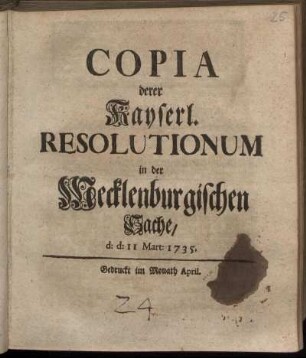 25
COPIA
derer
Kayserl.
RESOLUTIONUM
in der
Mecklenburgischen
Sache,
d: d: 11 Mart: 1735.
Gedruckt im Monath April.
Z4